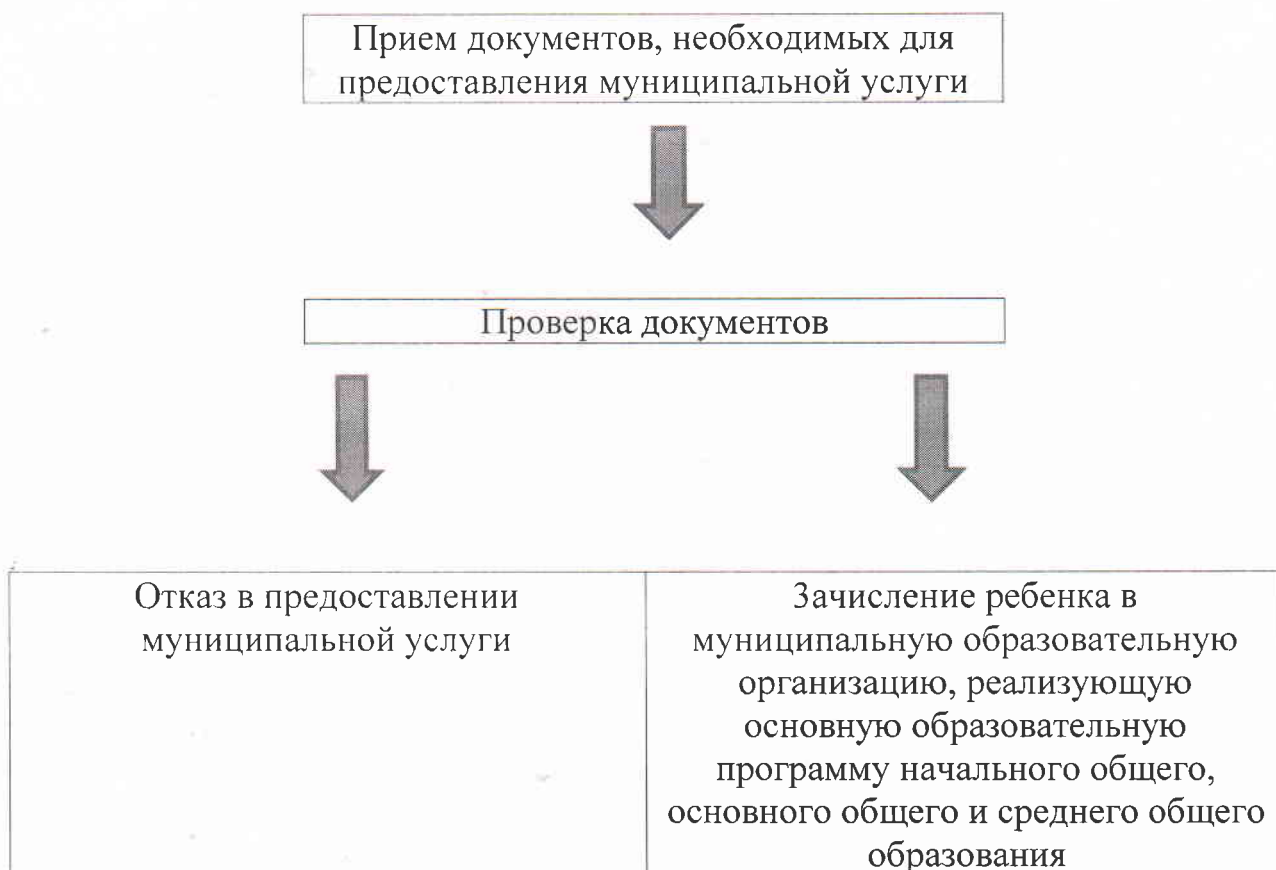 Прием документов, необходимых для
предоставления муниципальной услуги
Проверка документов
Отказ в предоставлении
муниципальной услуги
Зачисление ребенка в
муниципальную образовательную
организацию, реализующую
основную образовательную
программу начального общего,
основного общего и среднего общего
образования